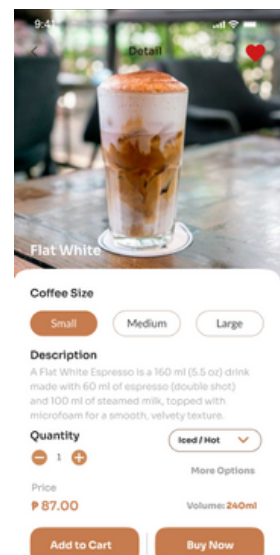 9:41
Detail
Flat White
Coffee Size
Small
Medium
Large
Description
A Flat White Espresso is a 160 ml (5.5 oz) drink
made with 60 ml of espresso (double shot)
and 100 ml of steamed milk, topped with
microfoam for a smooth, velvety texture.
Quantity
Iced / Hot
1
More Options
Price
₱ 87.00
Volume: 240ml
Add to Cart
Buy Now